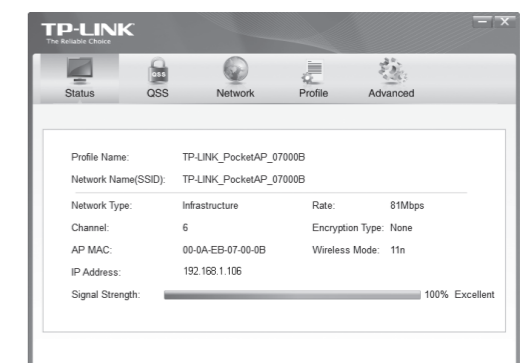 TP-LINK
The Reliable Choice
QSS
Status QSS Network Profile Advanced
Profile Name: TP-LINK_PocketAP_07000B
Network Name(SSID): TP-LINK_PocketAP_07000B
Network Type: Infrastructure Rate: 81Mbps
Channel: 6 Encryption Type: None
AP MAC: 00-0A-EB-07-00-0B Wireless Mode: 11n
IP Address: 192.168.1.106
Signal Strength: 100% Excellent